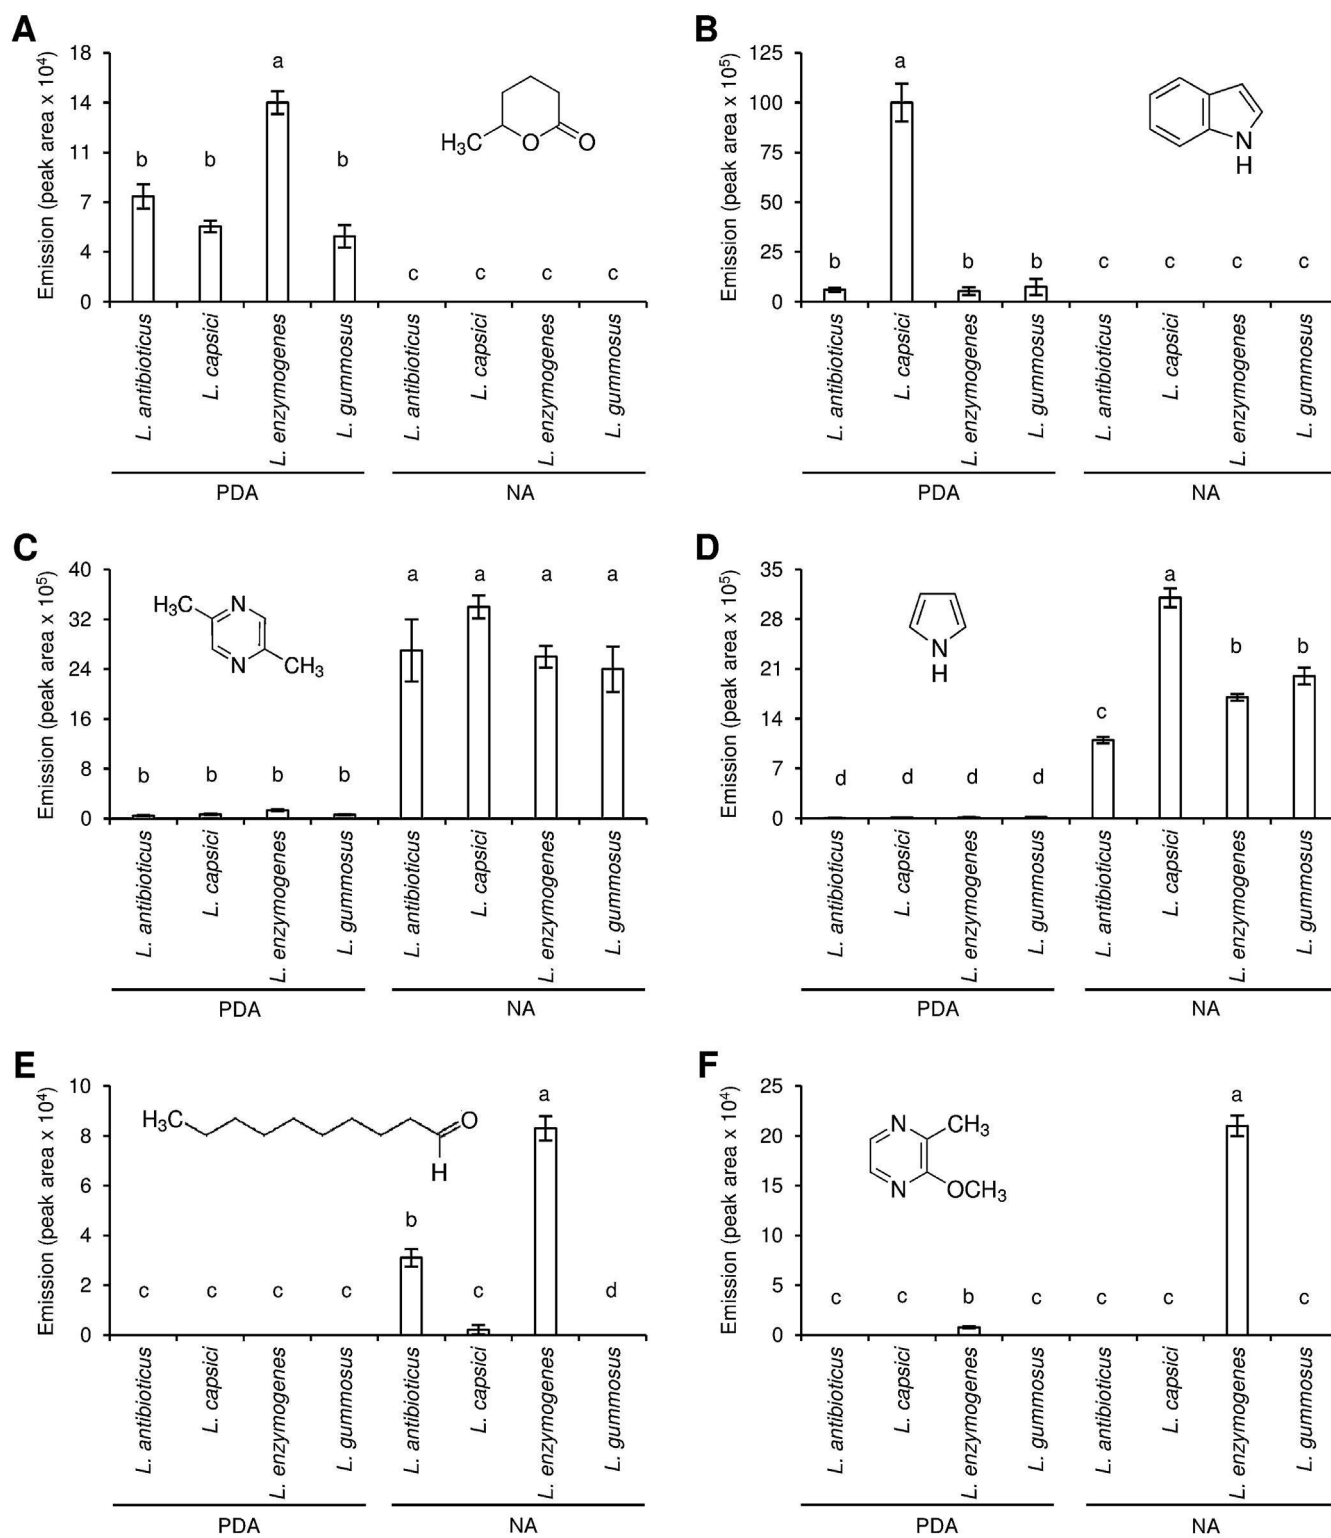 A
Emission (peak area x 10⁴)
18
14
11
7
4
0
a
b b b
c c c c
H₃C O O
L. antibioticus
L. capsici
L. enzymogenes
L. gummosus
L. antibioticus
L. capsici
L. enzymogenes
L. gummosus
PDA NA
B
Emission (peak area x 10⁵)
125
100
75
50
25
0
a
b b b c c c c
N
H
L. antibioticus
L. capsici
L. enzymogenes
L. gummosus
L. antibioticus
L. capsici
L. enzymogenes
L. gummosus
PDA NA
C
Emission (peak area x 10⁵)
40
32
24
16
8
0
a a a a
b b b b
H₃C N
N CH₃
L. antibioticus
L. capsici
L. enzymogenes
L. gummosus
L. antibioticus
L. capsici
L. enzymogenes
L. gummosus
PDA NA
D
Emission (peak area x 10⁵)
35
28
21
14
7
0
a
b b
c
d d d d
N
H
L. antibioticus
L. capsici
L. enzymogenes
L. gummosus
L. antibioticus
L. capsici
L. enzymogenes
L. gummosus
PDA NA
E
Emission (peak area x 10⁴)
10
8
6
4
2
0
a
b
c c c c c d
H₃C O
H
L. antibioticus
L. capsici
L. enzymogenes
L. gummosus
L. antibioticus
L. capsici
L. enzymogenes
L. gummosus
PDA NA
F
Emission (peak area x 10⁴)
25
20
15
10
5
0
a
c c b c c c c
N CH₃
N OCH₃
L. antibioticus
L. capsici
L. enzymogenes
L. gummosus
L. antibioticus
L. capsici
L. enzymogenes
L. gummosus
PDA NA